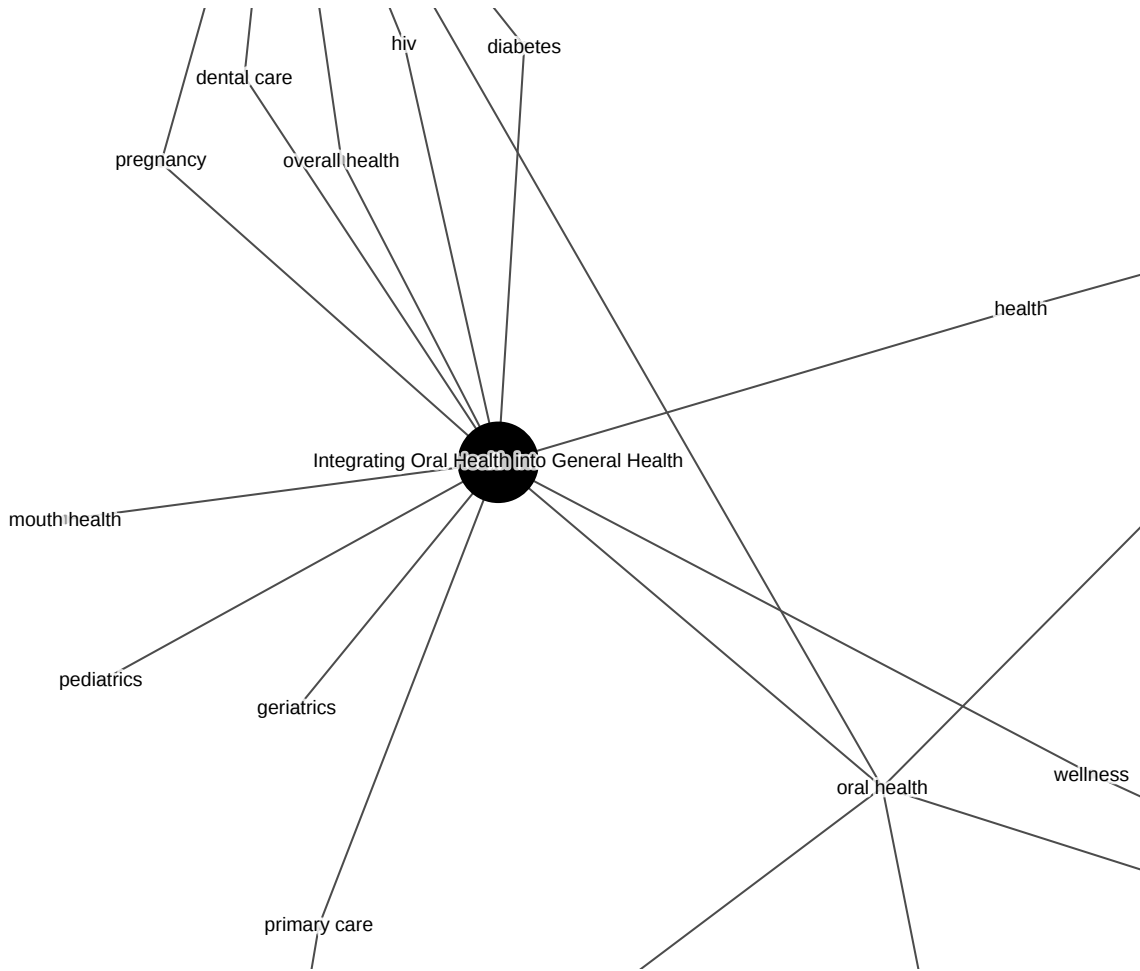 hiv
diabetes
dental care
pregnancy
overall health
health
Integrating Oral Health into General Health
mouth health
pediatrics
geriatrics
wellness
oral health
primary care